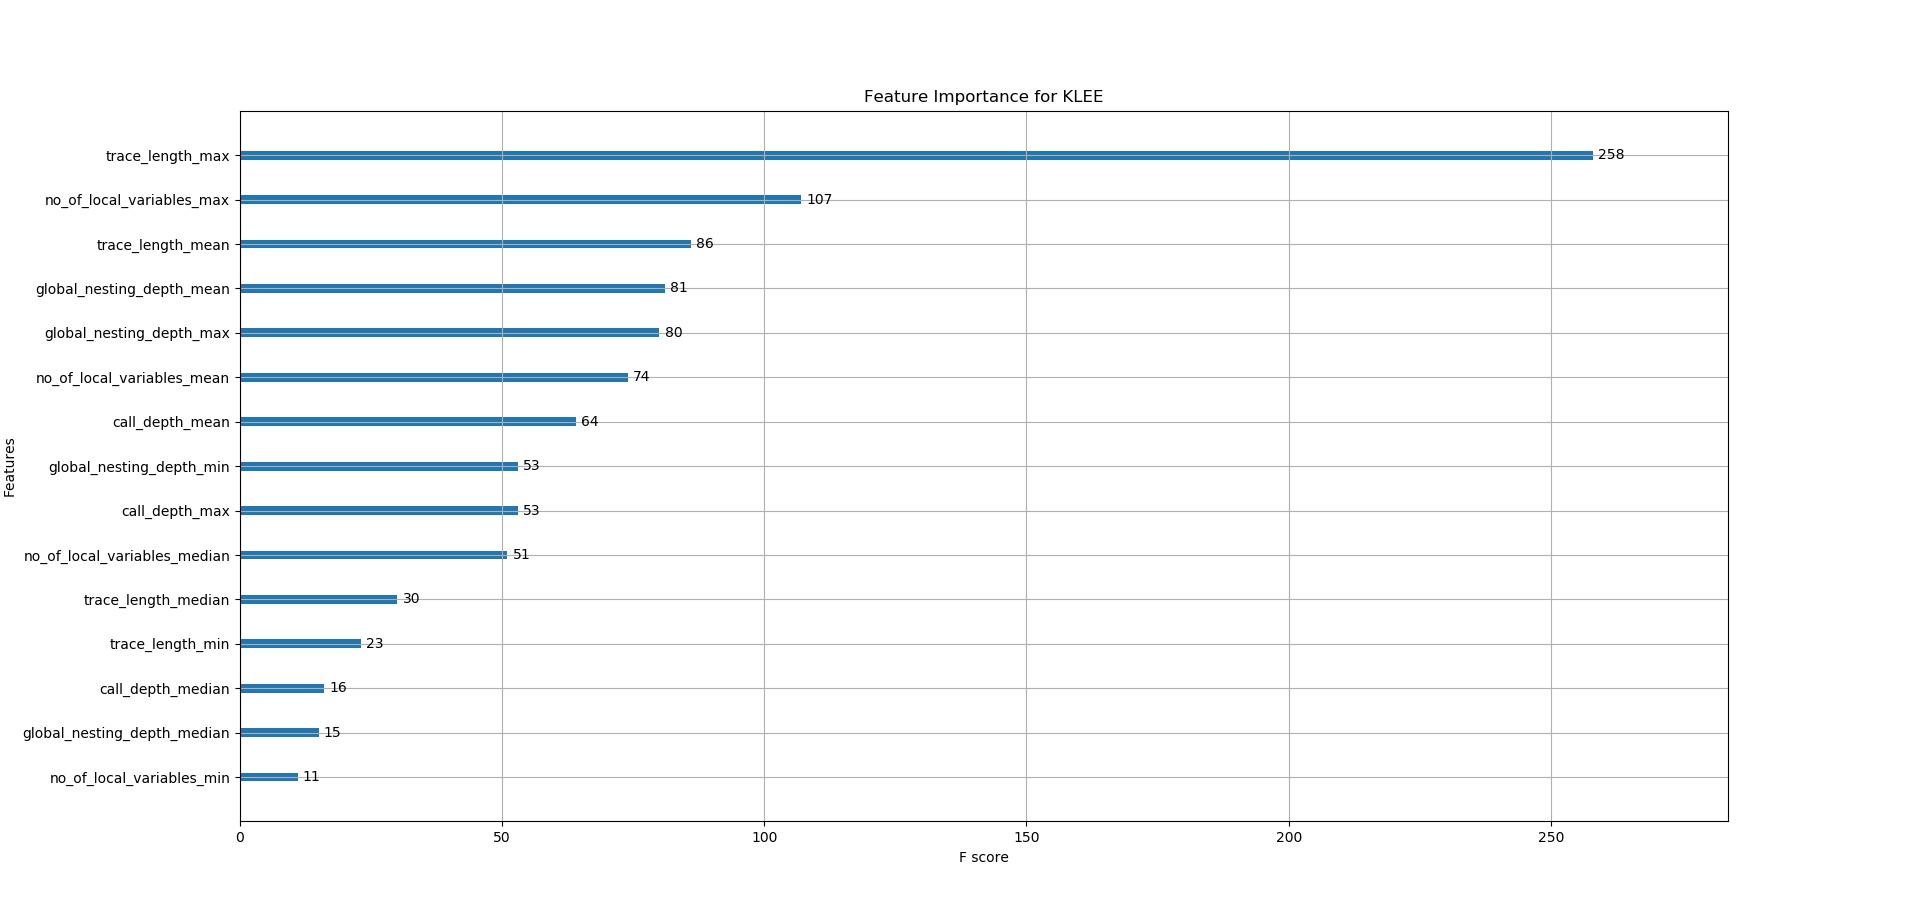 Feature Importance for KLEE
trace_length_max 258
no_of_local_variables_max 107
trace_length_mean 86
global_nesting_depth_mean 81
global_nesting_depth_max 80
no_of_local_variables_mean 74
call_depth_mean 64
global_nesting_depth_min 53
call_depth_max 53
no_of_local_variables_median 51
trace_length_median 30
trace_length_min 23
call_depth_median 16
global_nesting_depth_median 15
no_of_local_variables_min 11
Features
0 50 100 150 200 250
F score